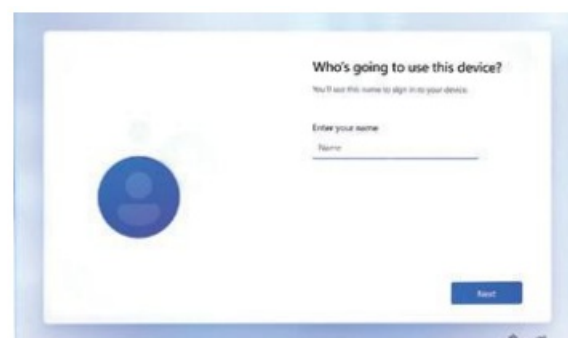 Who's going to use this device?
You'll use this name to sign in to your device.
Enter your name
Name
Next